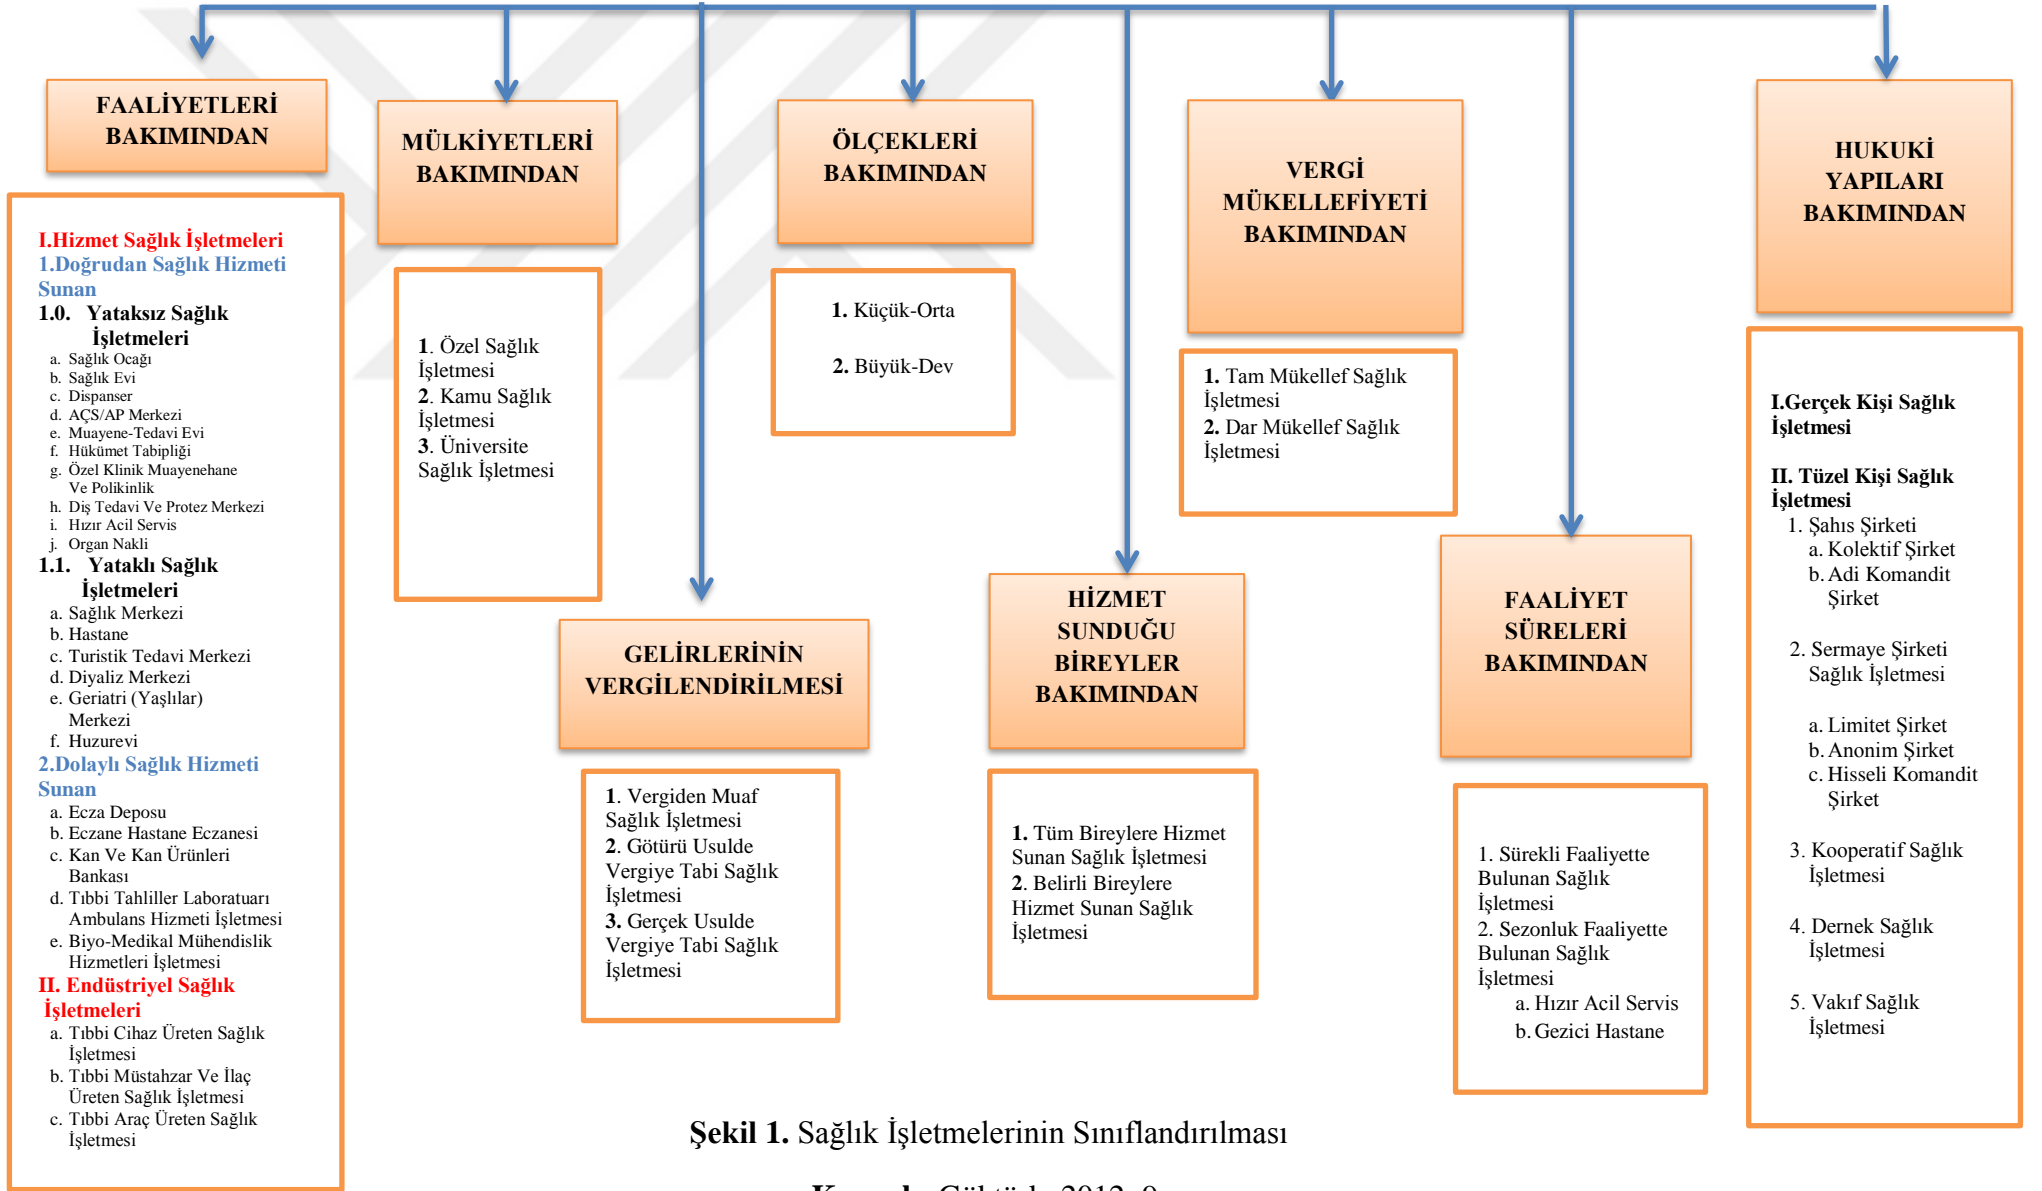 FAALİYETLERİ
BAKIMINDAN
I.Hizmet Sağlık İşletmeleri
1.Doğrudan Sağlık Hizmeti
Sunan
1.0. Yataksız Sağlık
İşletmeleri
a. Sağlık Ocağı
b. Sağlık Evi
c. Dispanser
d. AÇS/AP Merkezi
e. Muayene-Tedavi Evi
f. Hükümet Tabipliği
g. Özel Klinik Muayenehane
Ve Polikinlik
h. Diş Tedavi Ve Protez Merkezi
i. Hızır Acil Servis
j. Organ Nakli
1.1. Yataklı Sağlık
İşletmeleri
a. Sağlık Merkezi
b. Hastane
c. Turistik Tedavi Merkezi
d. Diyaliz Merkezi
e. Geriatri (Yaşlılar)
Merkezi
f. Huzurevi
2.Dolaylı Sağlık Hizmeti
Sunan
a. Ecza Deposu
b. Eczane Hastane Eczanesi
c. Kan Ve Kan Ürünleri
Bankası
d. Tıbbi Tahliller Laboratuarı
Ambulans Hizmeti İşletmesi
e. Biyo-Medikal Mühendislik
Hizmetleri İşletmesi
II. Endüstriyel Sağlık
İşletmeleri
a. Tıbbi Cihaz Üreten Sağlık
İşletmesi
b. Tıbbi Müstahzar Ve İlaç
Üreten Sağlık İşletmesi
c. Tıbbi Araç Üreten Sağlık
İşletmesi
MÜLKİYETLERİ
BAKIMINDAN
1. Özel Sağlık
İşletmesi
2. Kamu Sağlık
İşletmesi
3. Üniversite
Sağlık İşletmesi
GELİRLERİNİN
VERGİLENDİRİLMESİ
1. Vergiden Muaf
Sağlık İşletmesi
2. Götürü Usulde
Vergiye Tabi Sağlık
İşletmesi
3. Gerçek Usulde
Vergiye Tabi Sağlık
İşletmesi
ÖLÇEKLERİ
BAKIMINDAN
1. Küçük-Orta
2. Büyük-Dev
HİZMET
SUNDUĞU
BİREYLER
BAKIMINDAN
1. Tüm Bireylere Hizmet
Sunan Sağlık İşletmesi
2. Belirli Bireylere
Hizmet Sunan Sağlık
İşletmesi
VERGİ
MÜKELLEFİYETİ
BAKIMINDAN
1. Tam Mükellef Sağlık
İşletmesi
2. Dar Mükellef Sağlık
İşletmesi
FAALİYET
SÜRELERİ
BAKIMINDAN
1. Sürekli Faaliyette
Bulunan Sağlık
İşletmesi
2. Sezonluk Faaliyette
Bulunan Sağlık
İşletmesi
a. Hızır Acil Servis
b. Gezici Hastane
HUKUKİ
YAPILARI
BAKIMINDAN
I.Gerçek Kişi Sağlık
İşletmesi
II. Tüzel Kişi Sağlık
İşletmesi
1. Şahıs Şirketi
a. Kolektif Şirket
b. Adi Komandit
Şirket
2. Sermaye Şirketi
Sağlık İşletmesi
a. Limitet Şirket
b. Anonim Şirket
c. Hisseli Komandit
Şirket
3. Kooperatif Sağlık
İşletmesi
4. Dernek Sağlık
İşletmesi
5. Vakıf Sağlık
İşletmesi
Şekil 1. Sağlık İşletmelerinin Sınıflandırılması